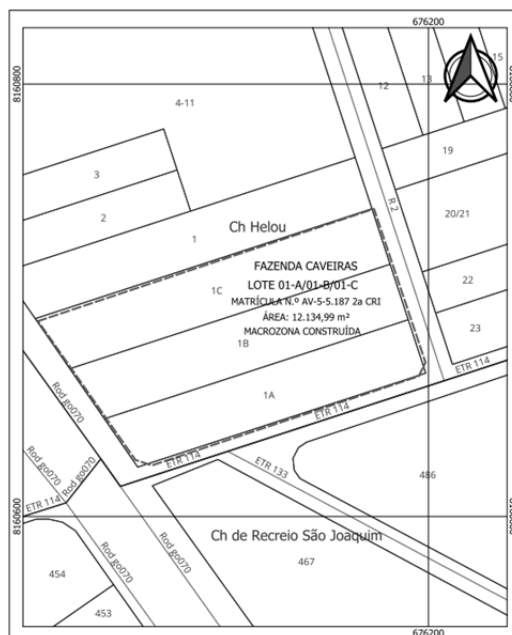 676200
8160800
15
13
12
4-11
19
3
R 2
20/21
2
Ch Helou
1
FAZENDA CAVEIRAS
1C
LOTE 01-A/01-B/01-C
22
MATRÍCULA N.º AV-5-5.187 2a CRI
ÁREA: 12.134,99 m²
MACROZONA CONSTRUÍDA
23
1B
ETR 114
Rod go070
1A
ETR 114
ETR 114
Rod go070
Rod go070
ETR 133
486
ETR 114
8160600
Rod go070
Ch de Recreio São Joaquim
467
Rod go070
454
453
676200